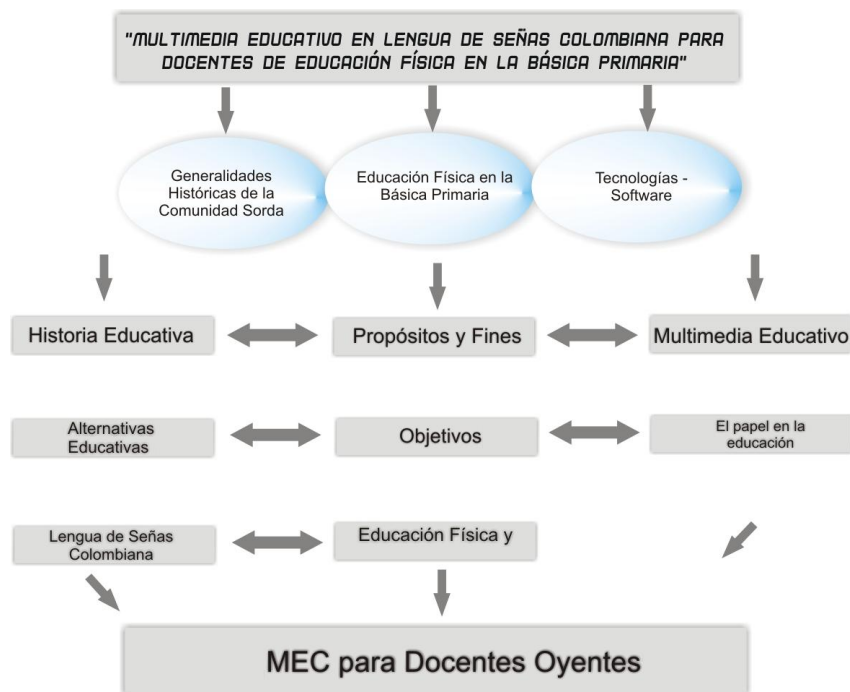 "MULTIMEDIA EDUCATIVO EN LENGUA DE SEÑAS COLOMBIANA PARA
DOCENTES DE EDUCACIÓN FÍSICA EN LA BÁSICA PRIMARIA"
Generalidades
Históricas de la
Comunidad Sorda
Educación Física en la
Básica Primaria
Tecnologías -
Software
Historia Educativa
Propósitos y Fines
Multimedia Educativo
Alternativas
Educativas
Objetivos
El papel en la
educación
Lengua de Señas
Colombiana
Educación Física y
MEC para Docentes Oyentes